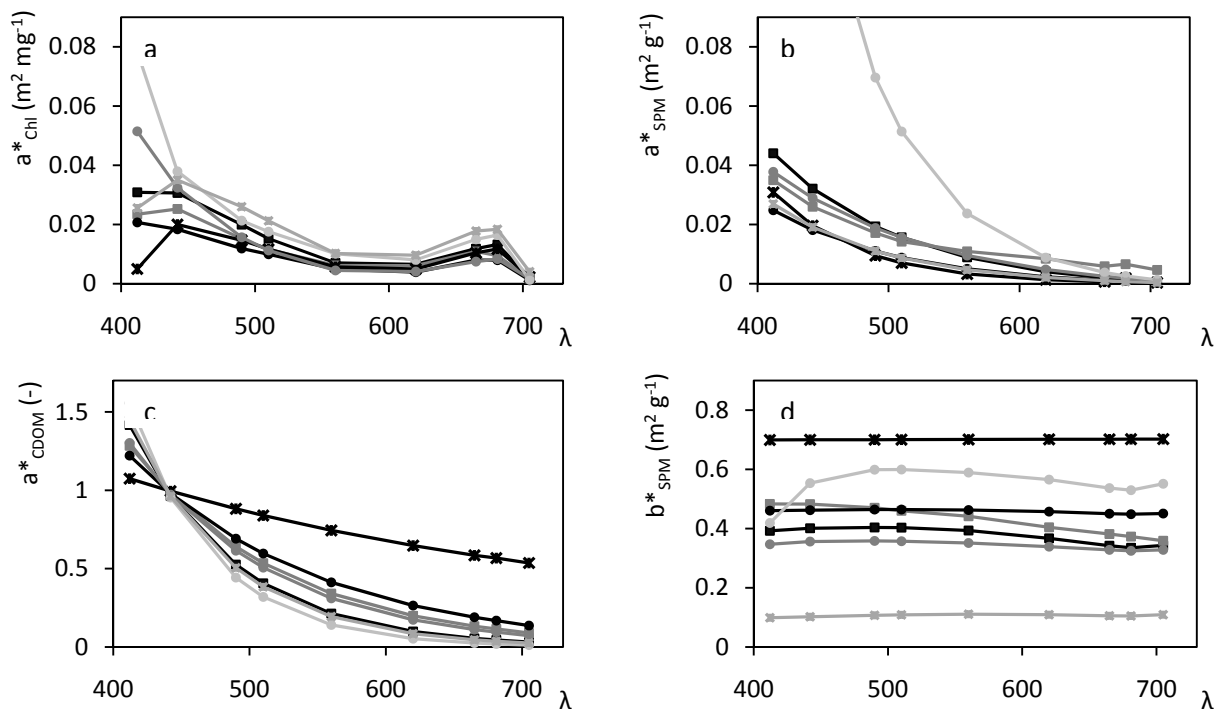 a
a*Chl (m² mg⁻¹)
0.08
0.06
0.04
0.02
0
400 500 600 700 λ
b
a*SPM (m² g⁻¹)
0.08
0.06
0.04
0.02
0
400 500 600 700 λ
c
a*CDOM (-)
1.5
1
0.5
0
400 500 600 700 λ
d
b*SPM (m² g⁻¹)
0.8
0.6
0.4
0.2
0
400 500 600 700 λ